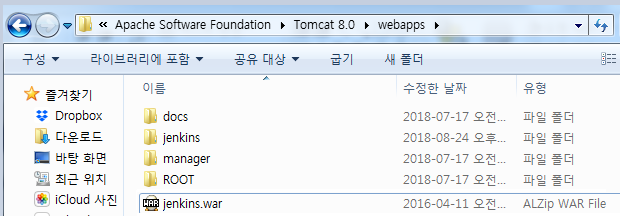 « Apache Software Foundation ▸ Tomcat 8.0 ▸ webapps ▸
구성 라이브러리에 포함 공유 대상 굽기 새 폴더
즐겨찾기
Dropbox
다운로드
바탕 화면
최근 위치
iCloud 사진
이름 수정한 날짜 유형
docs 2018-07-17 오전... 파일 폴더
jenkins 2018-08-24 오후... 파일 폴더
manager 2018-07-17 오전... 파일 폴더
ROOT 2018-07-17 오전... 파일 폴더
jenkins.war 2016-04-11 오전... ALZip WAR File